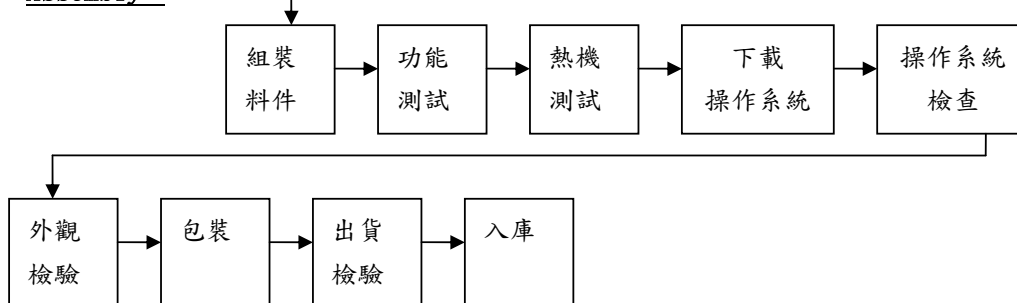 Assembly
組裝
料件
功能
測試
熱機
測試
下載
操作系統
操作系統
檢查
外觀
檢驗
包裝
出貨
檢驗
入庫